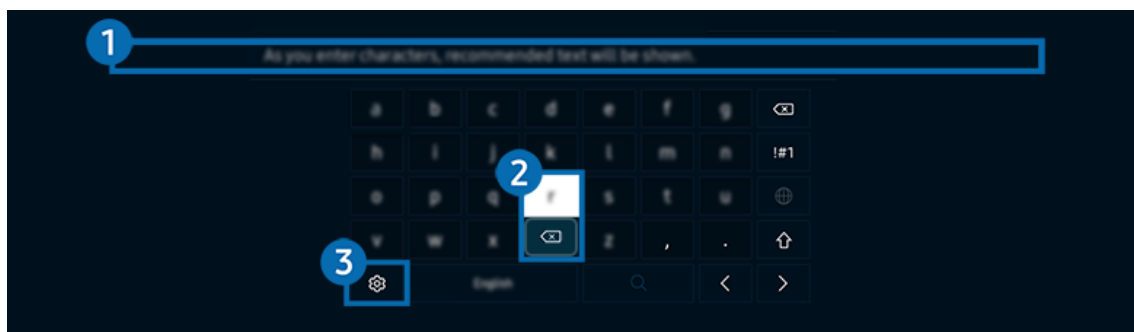 1
As you enter characters, recommended text will be shown.
a b c d e f g
h i j k l m n !#1
2
o p q r s t u
v w x z , .
3
English < >